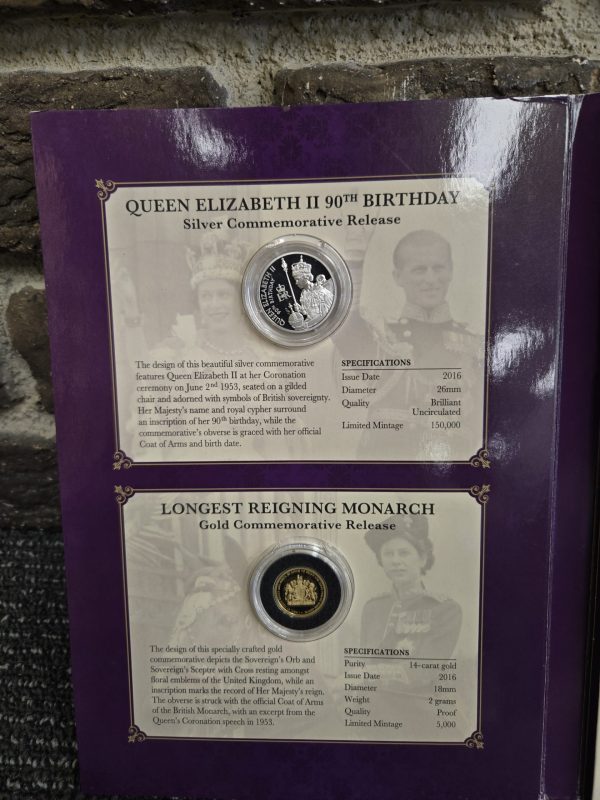 QUEEN ELIZABETH II 90TH BIRTHDAY
Silver Commemorative Release
QUEEN ELIZABETH II
90TH BIRTHDAY
The design of this beautiful silver commemorative
features Queen Elizabeth II at her Coronation
ceremony on June 2nd 1953, seated on a gilded
chair and adorned with symbols of British sovereignty.
Her Majesty's name and royal cypher surround
an inscription of her 90th birthday, while the
commemorative's obverse is graced with her official
Coat of Arms and birth date.
SPECIFICATIONS
Issue Date 2016
Diameter 26mm
Quality Brilliant
Uncirculated
Limited Mintage 150,000
LONGEST REIGNING MONARCH
Gold Commemorative Release
The design of this specially crafted gold
commemorative depicts the Sovereign's Orb and
Sovereign's Sceptre with Cross resting amongst
floral emblems of the United Kingdom, while an
inscription marks the record of Her Majesty's reign.
The obverse is struck with the official Coat of Arms
of the British Monarch, with an excerpt from the
Queen's Coronation speech in 1953.
SPECIFICATIONS
Purity 14-carat gold
Issue Date 2016
Diameter 18mm
Weight 2 grams
Quality Proof
Limited Mintage 5,000